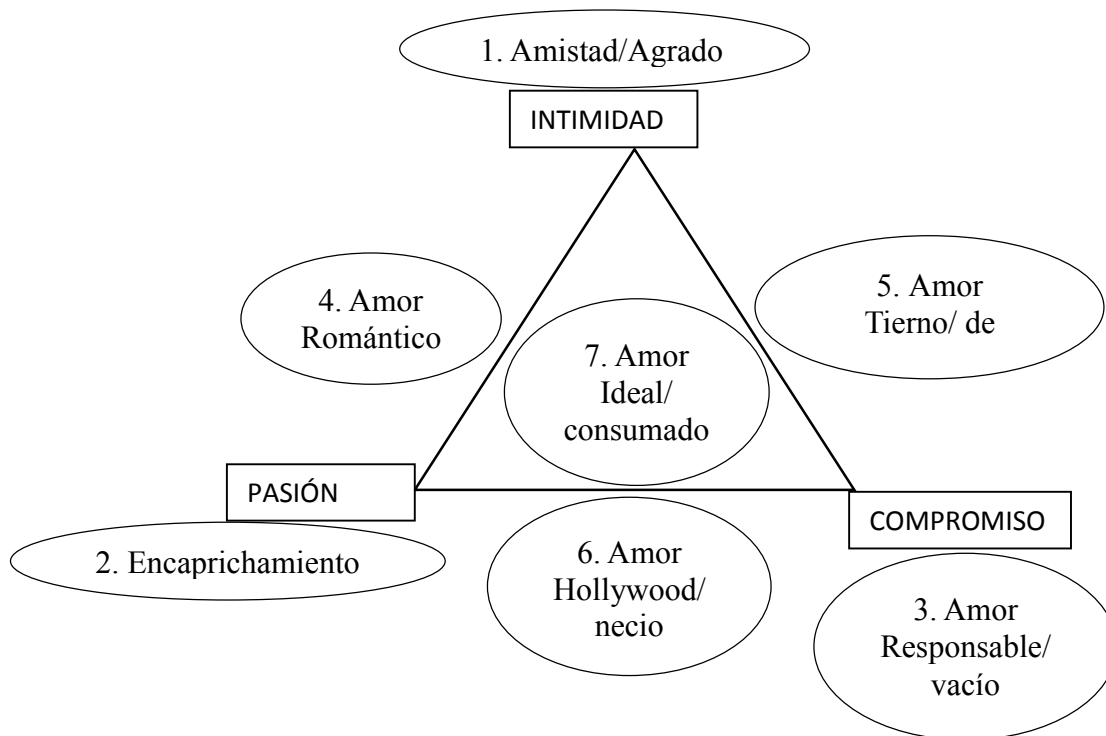 1. Amistad/Agrado
INTIMIDAD
4. Amor
Romántico
5. Amor
Tierno/ de
7. Amor
Ideal/
consumado
PASIÓN
COMPROMISO
2. Encaprichamiento
6. Amor
Hollywood/
necio
3. Amor
Responsable/
vacío